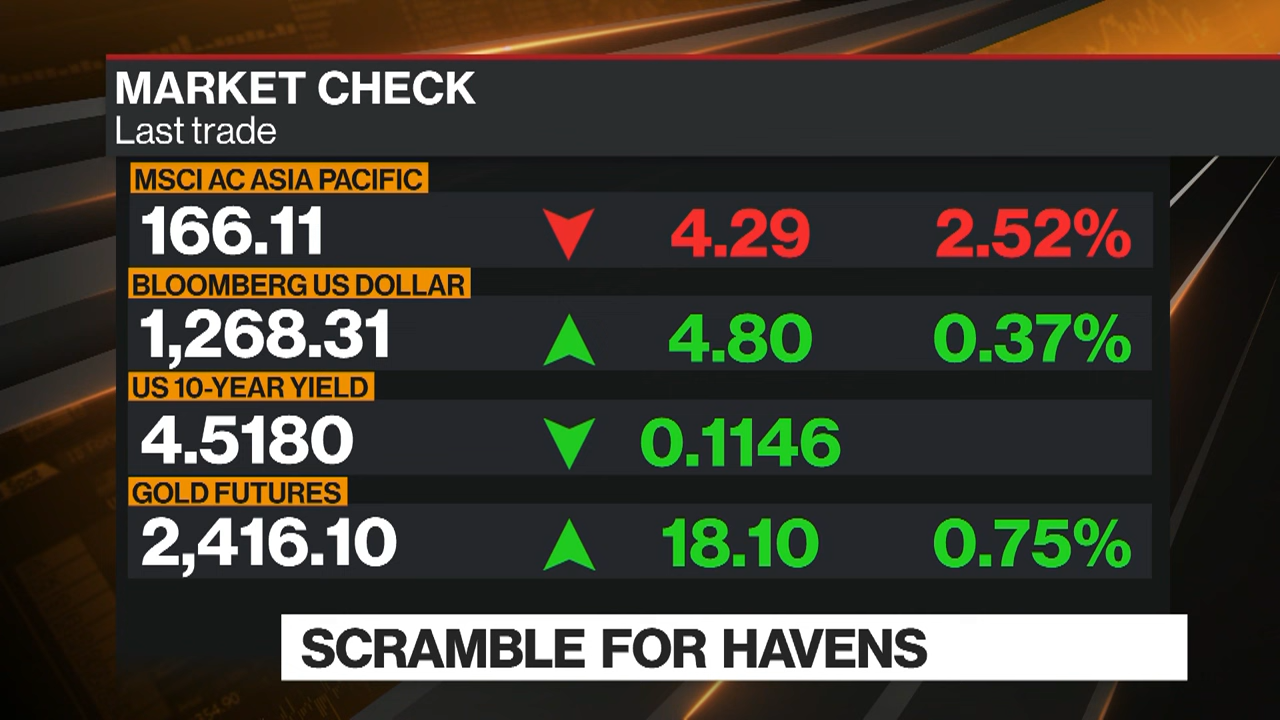 MARKET CHECK
Last trade
MSCI AC ASIA PACIFIC
166.11 4.29 2.52%
BLOOMBERG US DOLLAR
1,268.31 4.80 0.37%
US 10-YEAR YIELD
4.5180 0.1146
GOLD FUTURES
2,416.10 18.10 0.75%
SCRAMBLE FOR HAVENS